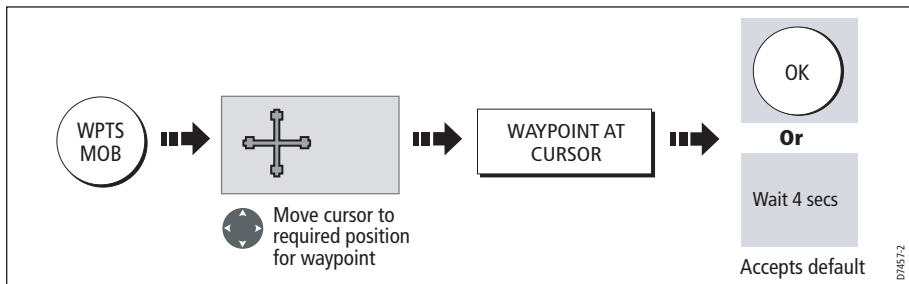 WPTS
MOB
Move cursor to
required position
for waypoint
WAYPOINT AT
CURSOR
OK
Or
Wait 4 secs
Accepts default
D7457-2